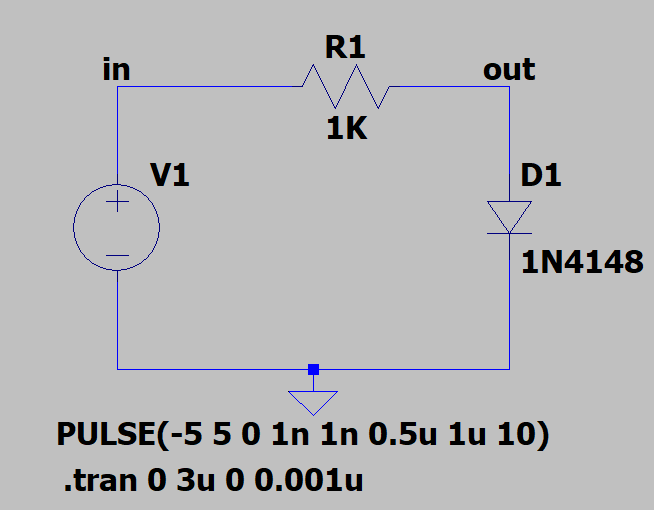 R1
in
out
1K
V1
D1
1N4148
PULSE(-5 5 0 1n 1n 0.5u 1u 10)
.tran 0 3u 0 0.001u